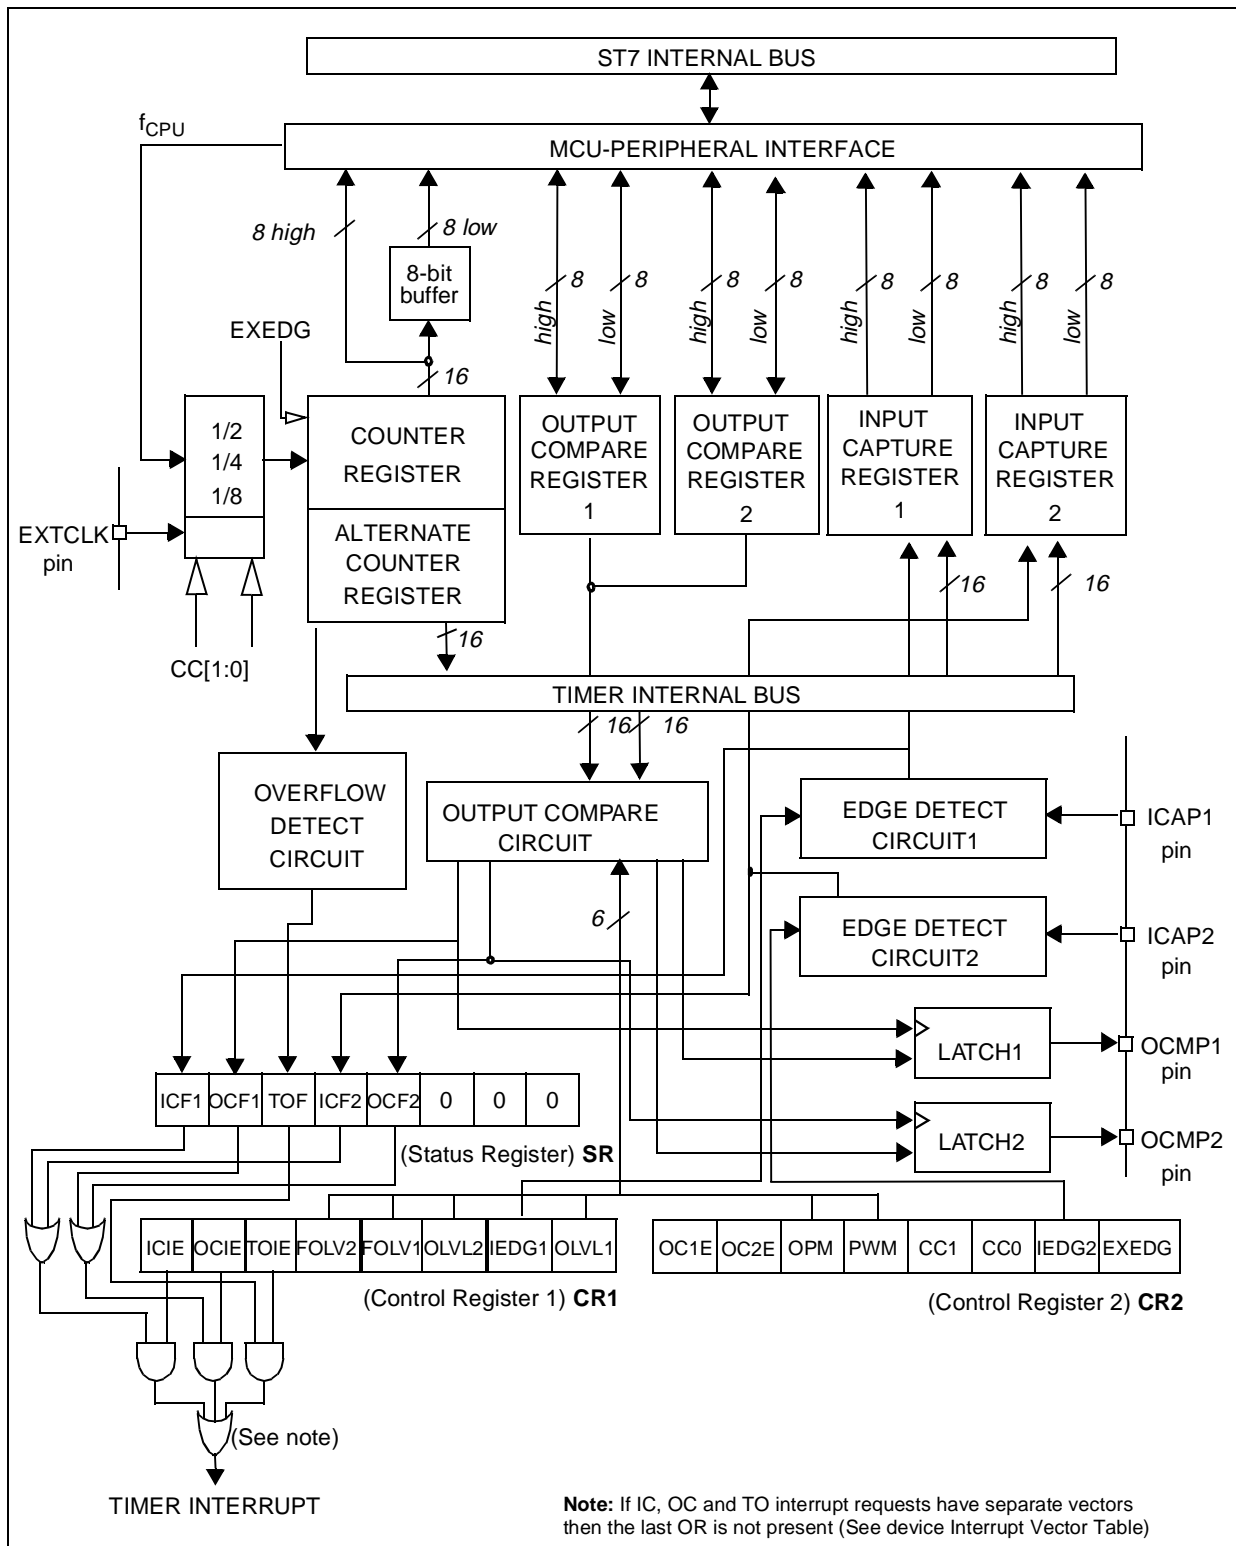 ST7 INTERNAL BUS
fCPU
MCU-PERIPHERAL INTERFACE
8 high
8 low
8-bit
buffer
high
8
low
8
high
8
low
8
high
8
low
8
high
8
low
8
EXEDG
16
1/2
1/4
1/8
COUNTER
REGISTER
ALTERNATE
COUNTER
REGISTER
OUTPUT
COMPARE
REGISTER
1
OUTPUT
COMPARE
REGISTER
2
INPUT
CAPTURE
REGISTER
1
INPUT
CAPTURE
REGISTER
2
EXTCLK
pin
CC[1:0]
16
16
16
TIMER INTERNAL BUS
16
16
OVERFLOW
DETECT
CIRCUIT
OUTPUT COMPARE
CIRCUIT
EDGE DETECT
CIRCUIT1
ICAP1
pin
6
EDGE DETECT
CIRCUIT2
ICAP2
pin
LATCH1
OCMP1
pin
LATCH2
OCMP2
pin
ICF1 OCF1 TOF ICF2 OCF2 0 0 0
(Status Register) SR
ICIE OCIE TOIE FOLV2 FOLV1 OLVL2 IEDG1 OLVL1
(Control Register 1) CR1
OC1E OC2E OPM PWM CC1 CC0 IEDG2 EXEDG
(Control Register 2) CR2
(See note)
TIMER INTERRUPT
Note: If IC, OC and TO interrupt requests have separate vectors
then the last OR is not present (See device Interrupt Vector Table)